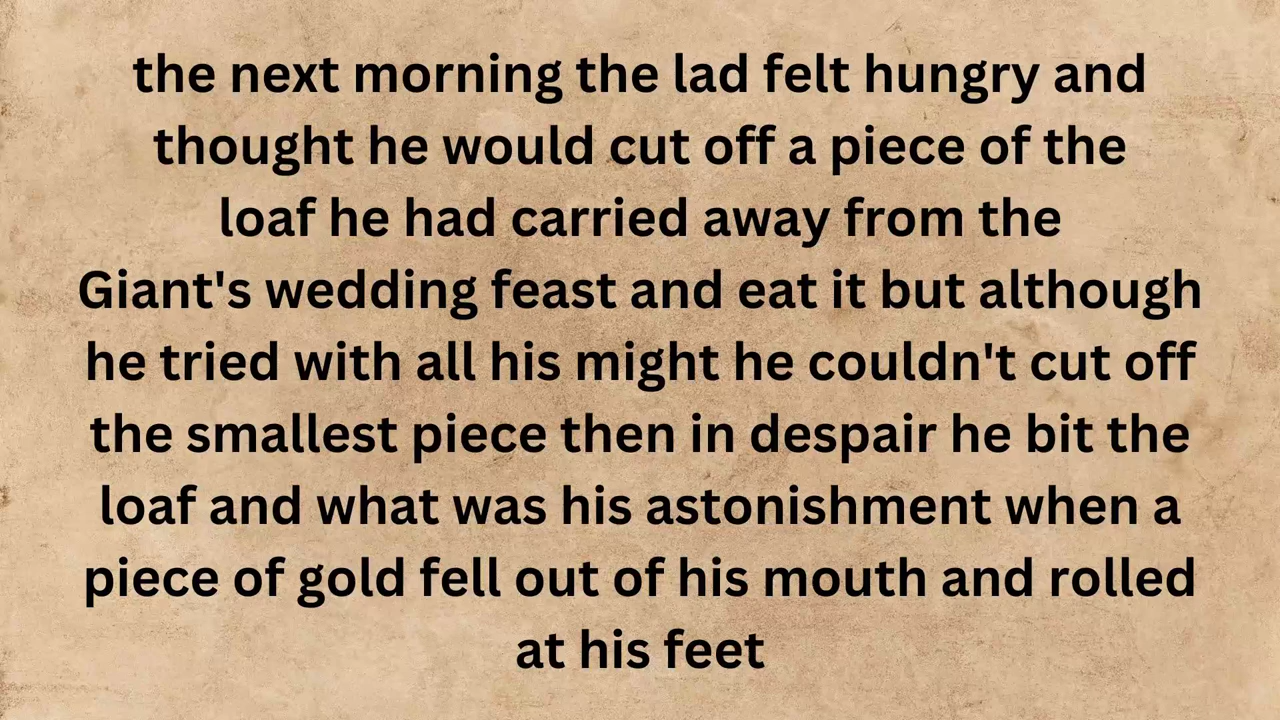 the next morning the lad felt hungry and
thought he would cut off a piece of the
loaf he had carried away from the
Giant's wedding feast and eat it but although
he tried with all his might he couldn't cut off
the smallest piece then in despair he bit the
loaf and what was his astonishment when a
piece of gold fell out of his mouth and rolled
at his feet